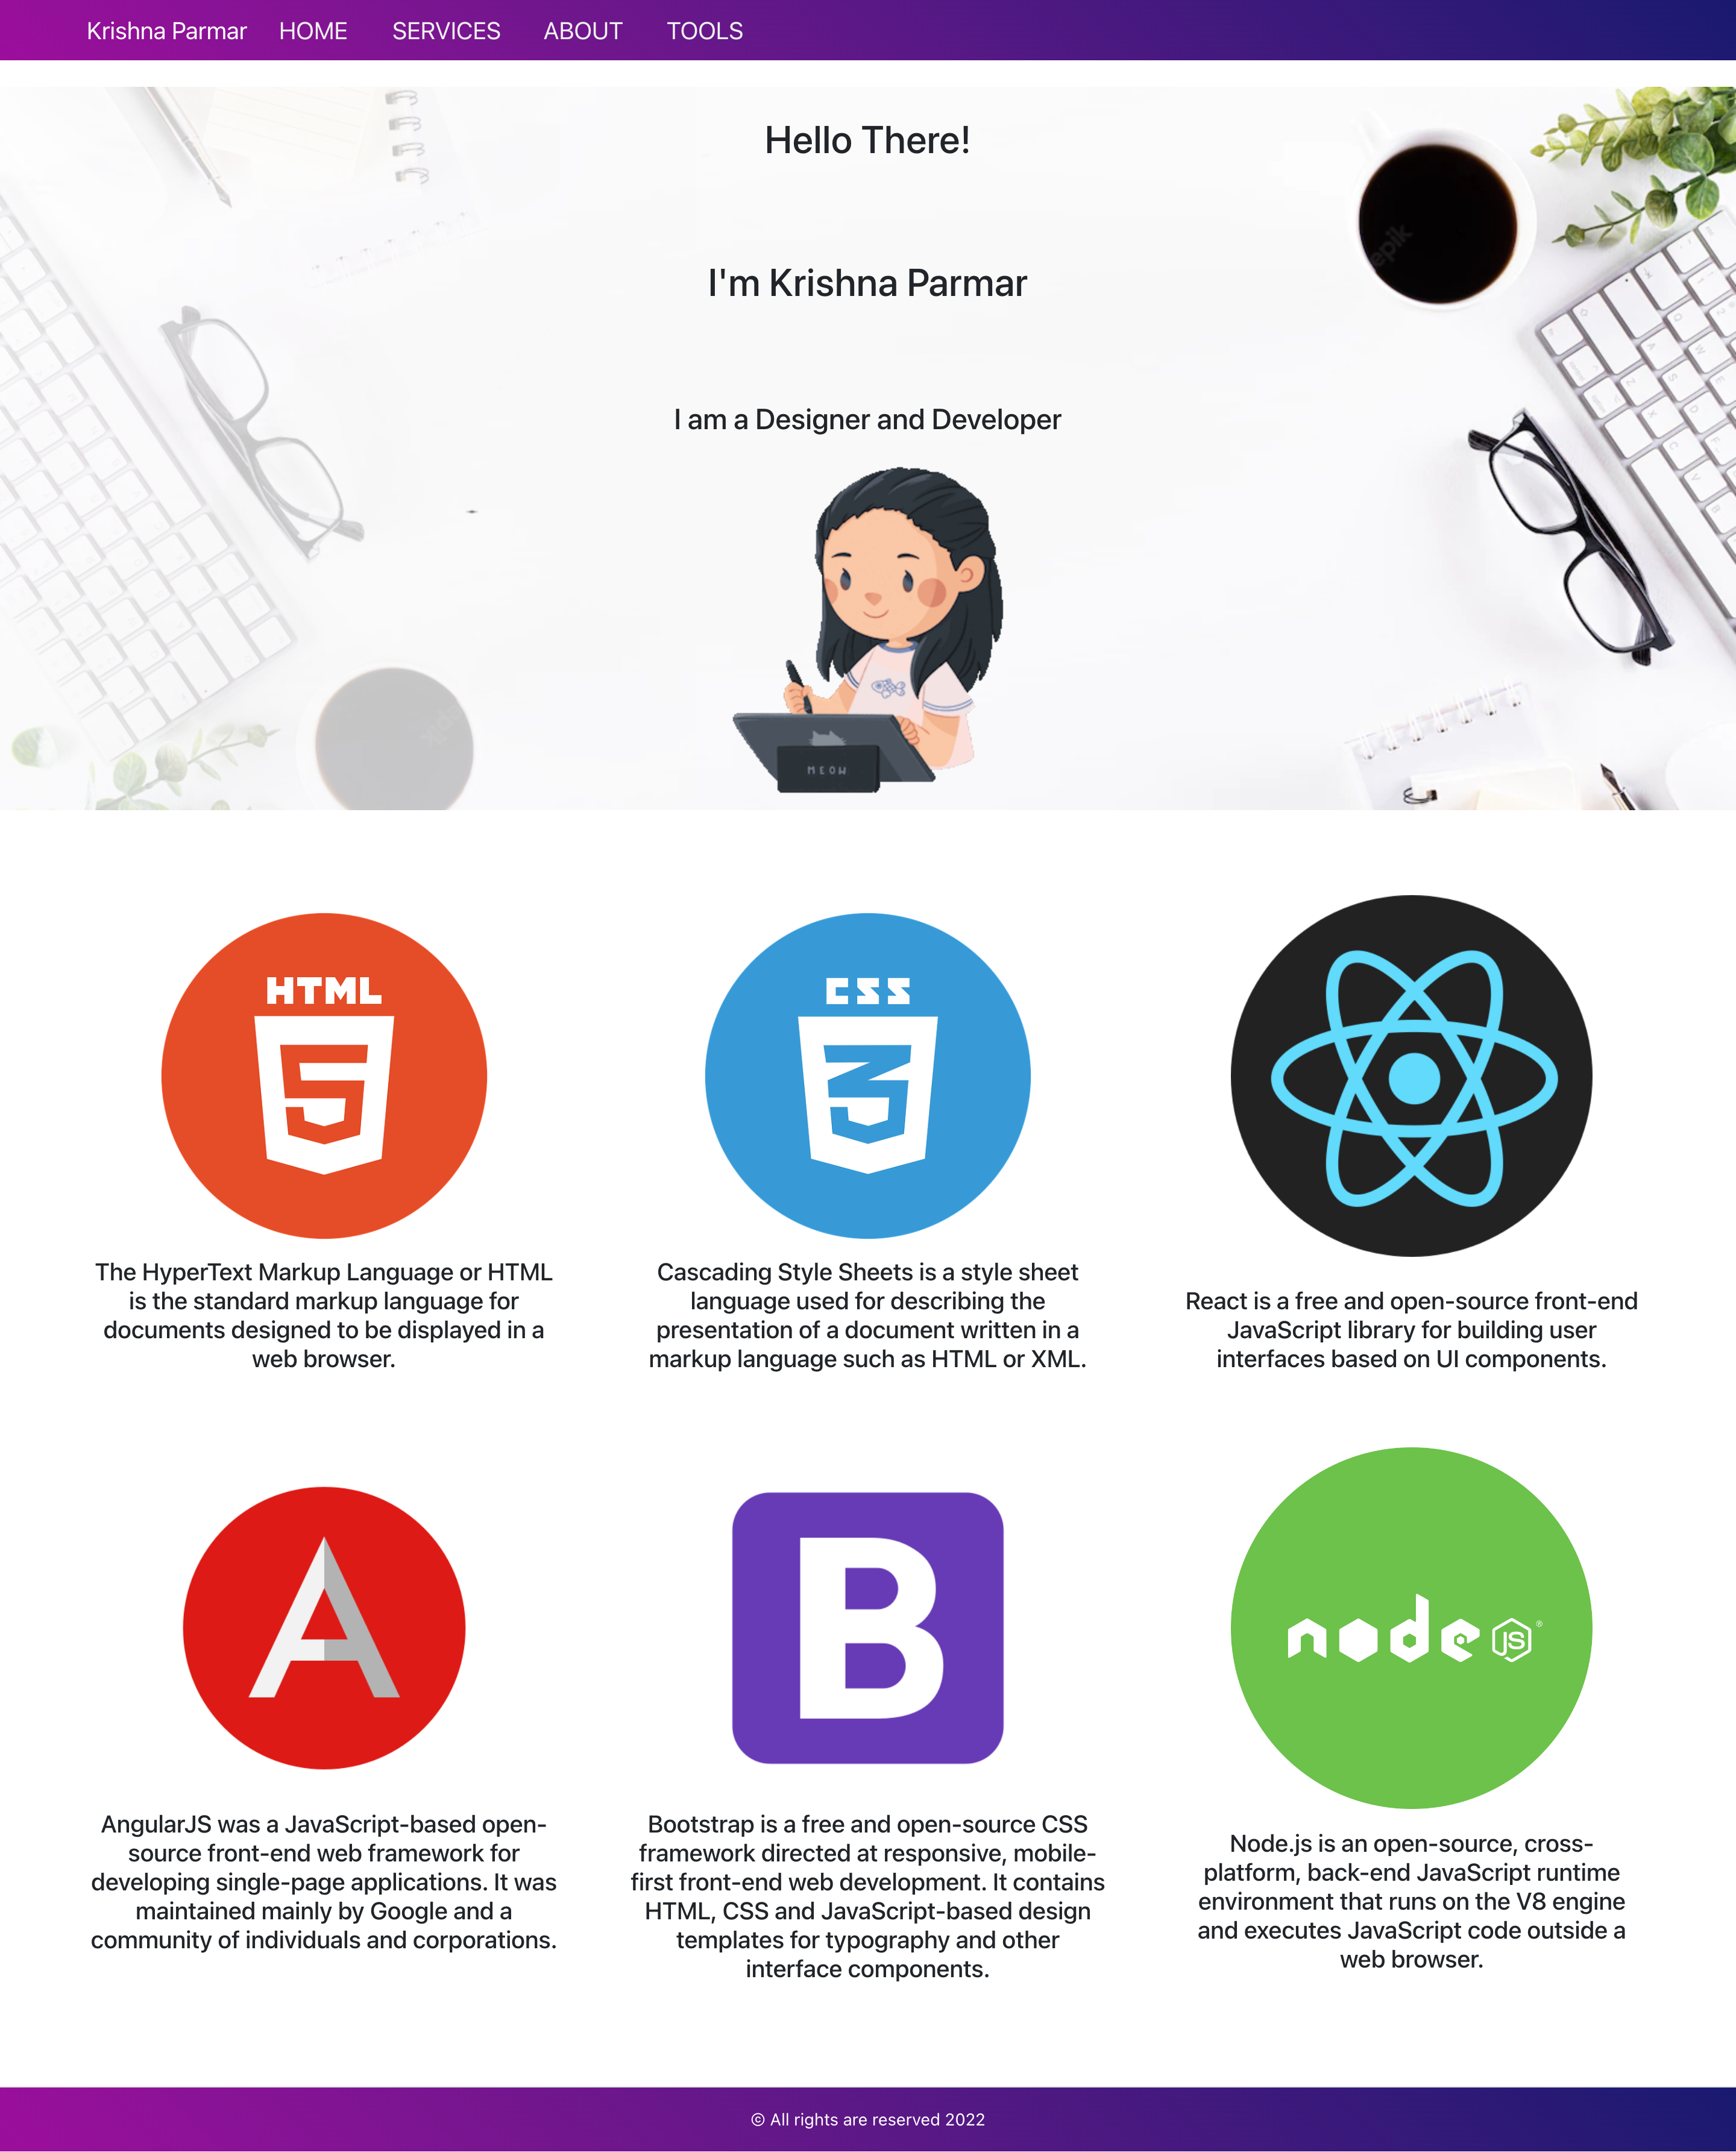 Krishna Parmar HOME SERVICES ABOUT TOOLS
Hello There!
I'm Krishna Parmar
I am a Designer and Developer
MEOW
HTML
5
The HyperText Markup Language or HTML
is the standard markup language for
documents designed to be displayed in a
web browser.
CSS
3
Cascading Style Sheets is a style sheet
language used for describing the
presentation of a document written in a
markup language such as HTML or XML.
React is a free and open-source front-end
JavaScript library for building user
interfaces based on UI components.
A
AngularJS was a JavaScript-based open-
source front-end web framework for
developing single-page applications. It was
maintained mainly by Google and a
community of individuals and corporations.
B
Bootstrap is a free and open-source CSS
framework directed at responsive, mobile-
first front-end web development. It contains
HTML, CSS and JavaScript-based design
templates for typography and other
interface components.
node JS ®
Node.js is an open-source, cross-
platform, back-end JavaScript runtime
environment that runs on the V8 engine
and executes JavaScript code outside a
web browser.
© All rights are reserved 2022